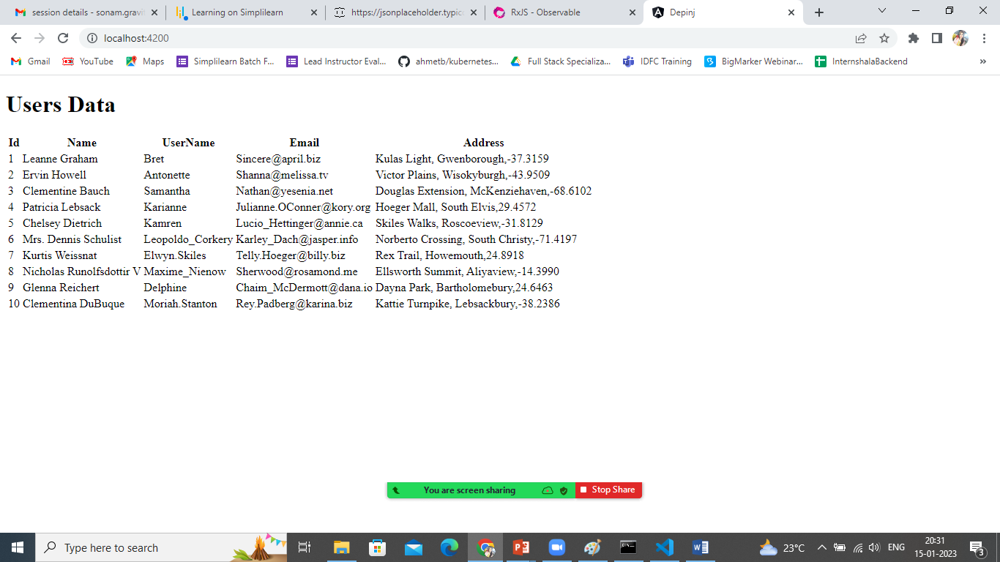 session details - sonam.gravit
Learning on Simplilearn
https://jsonplaceholder.typico
RxJS - Observable
Depinj
localhost:4200
Gmail
YouTube
Maps
Simplilearn Batch F...
Lead Instructor Eval...
ahmetb/kubernetes...
Full Stack Specializa...
IDFC Training
BigMarker Webinar...
InternshalaBackend
»
Users Data
Id Name UserName Email Address
1 Leanne Graham Bret Sincere@april.biz Kulas Light, Gwenborough,-37.3159
2 Ervin Howell Antonette Shanna@melissa.tv Victor Plains, Wisokyburgh,-43.9509
3 Clementine Bauch Samantha Nathan@yesenia.net Douglas Extension, McKenziehaven,-68.6102
4 Patricia Lebsack Karianne Julianne.OConner@kory.org Hoeger Mall, South Elvis,29.4572
5 Chelsey Dietrich Kamren Lucio_Hettinger@annie.ca Skiles Walks, Roscoeview,-31.8129
6 Mrs. Dennis Schulist Leopoldo_Corkery Karley_Dach@jasper.info Norberto Crossing, South Christy,-71.4197
7 Kurtis Weissnat Elwyn.Skiles Telly.Hoeger@billy.biz Rex Trail, Howemouth,24.8918
8 Nicholas Runolfsdottir V Maxime_Nienow Sherwood@rosamond.me Ellsworth Summit, Aliyaview,-14.3990
9 Glenna Reichert Delphine Chaim_McDermott@dana.io Dayna Park, Bartholomebury,24.6463
10 Clementina DuBuque Moriah.Stanton Rey.Padberg@karina.biz Kattie Turnpike, Lebsackbury,-38.2386
You are screen sharing
Stop Share
Type here to search
23°C
ENG
20:31
15-01-2023
3